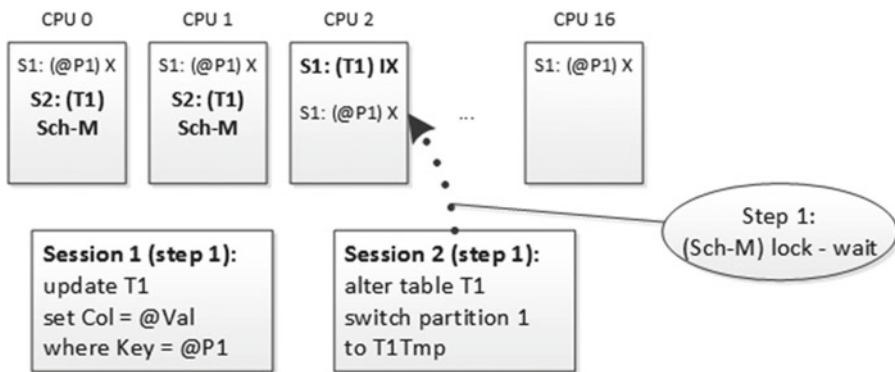 CPU 0
CPU 1
CPU 2
CPU 16
S1: (@P1) X
S2: (T1)
Sch-M
S1: (@P1) X
S2: (T1)
Sch-M
S1: (T1) IX
S1: (@P1) X
...
S1: (@P1) X
Step 1:
(Sch-M) lock - wait
Session 1 (step 1):
update T1
set Col = @Val
where Key = @P1
Session 2 (step 1):
alter table T1
switch partition 1
to T1Tmp